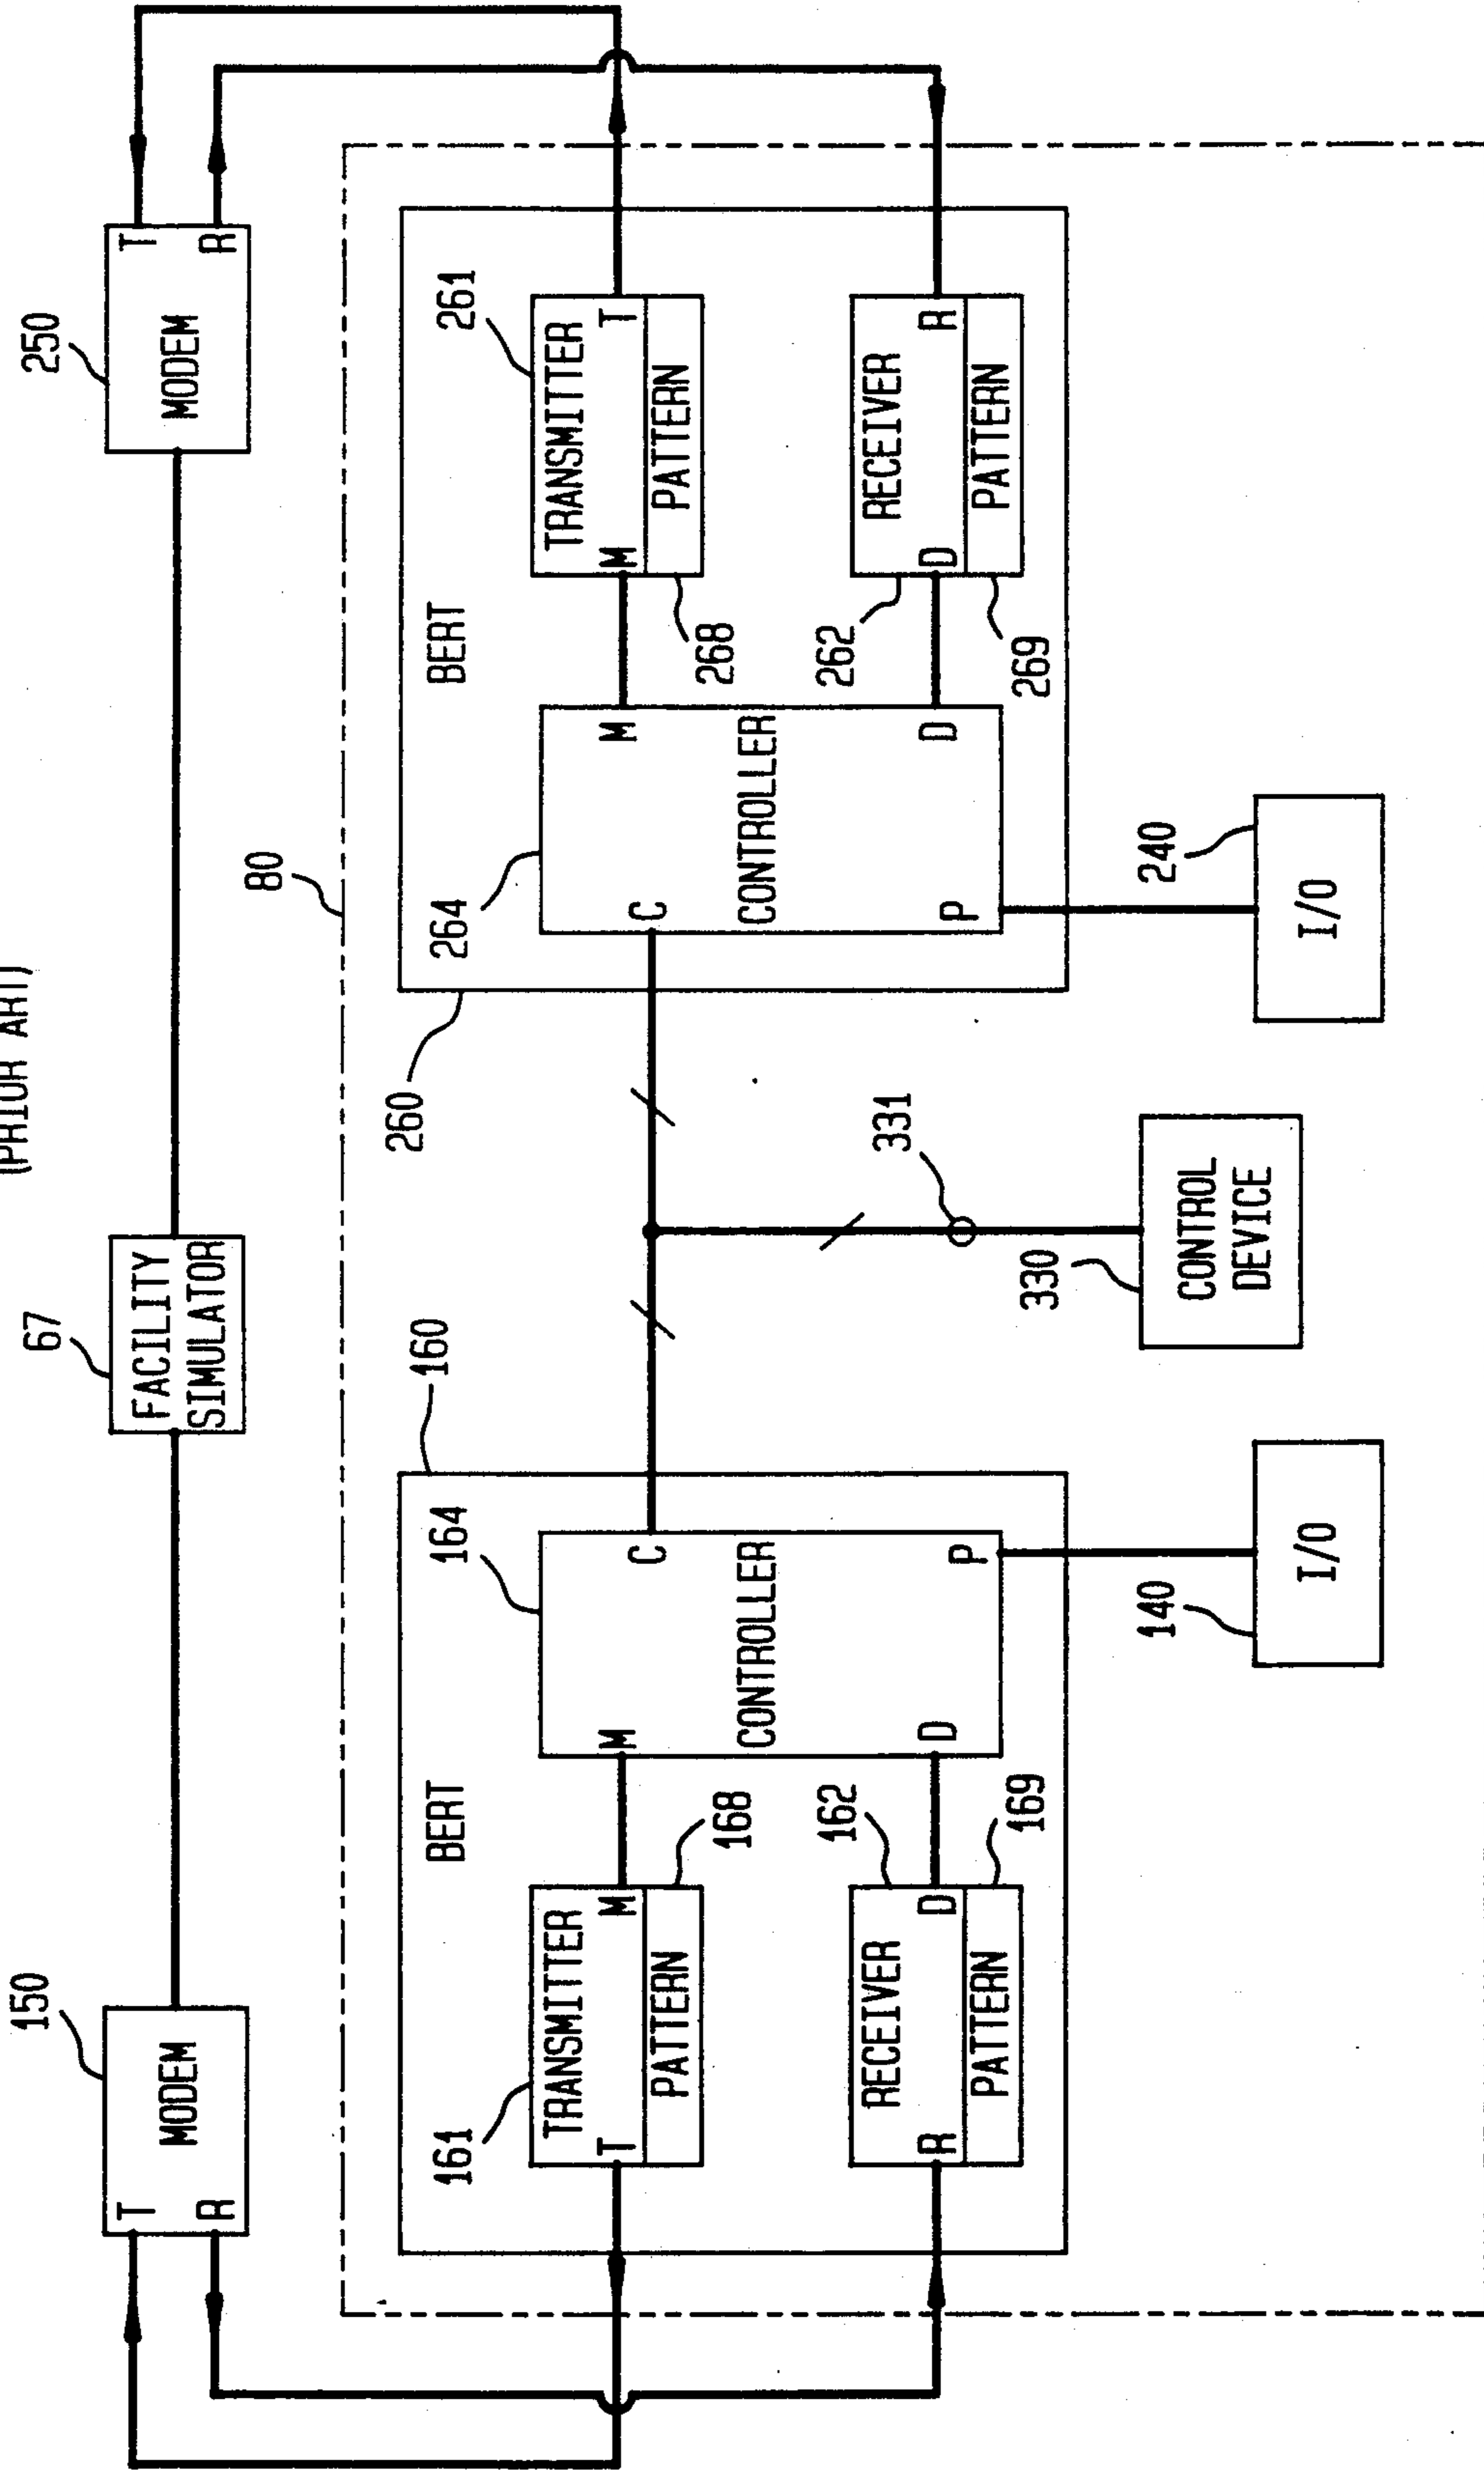 (PRIOR ART)
150
MODEM
T
R
67
FACILITY
SIMULATOR
250
MODEM
T
R
80
160
BERT
161
TRANSMITTER
T
M
PATTERN
168
162
RECEIVER
R
D
PATTERN
169
164
C
M
CONTROLLER
D
P
140
I/O
260
BERT
264
C
M
CONTROLLER
D
P
261
TRANSMITTER
M
T
PATTERN
268
262
RECEIVER
D
R
PATTERN
269
331
330
CONTROL
DEVICE
240
I/O